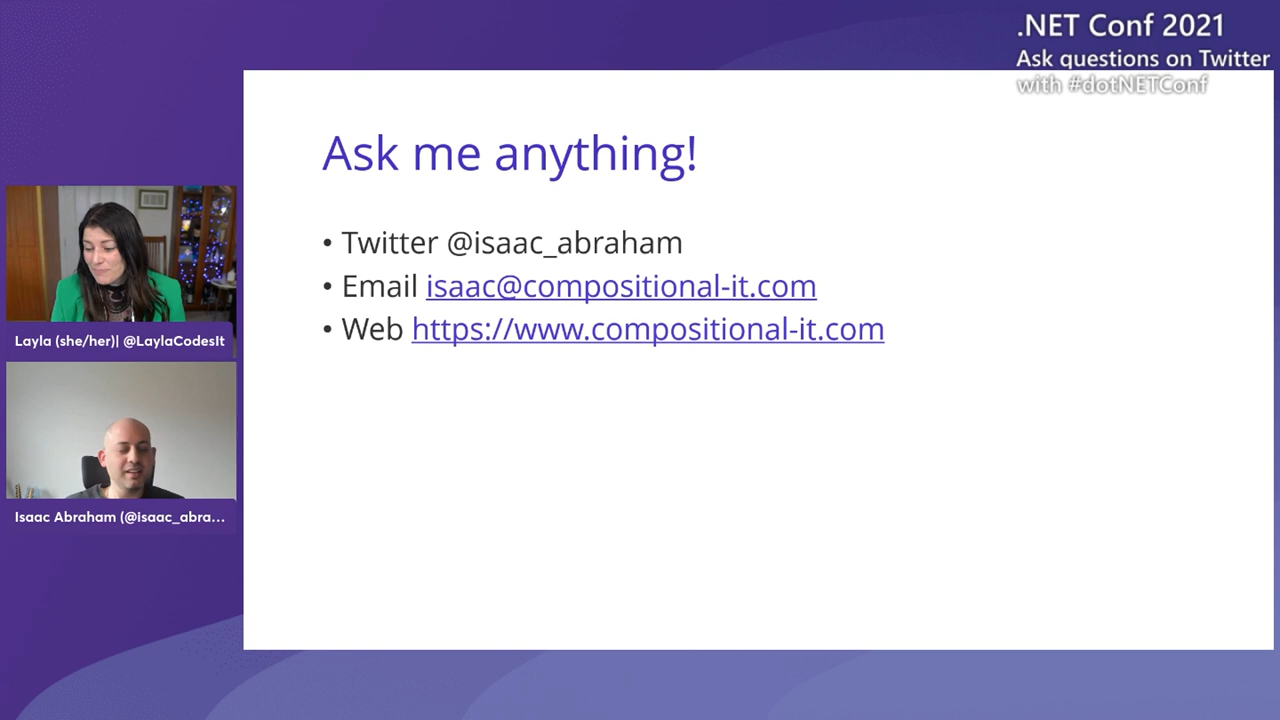 .NET Conf 2021
Ask questions on Twitter
with #dotNETConf
Ask me anything!
• Twitter @isaac_abraham
• Email isaac@compositional-it.com
• Web https://www.compositional-it.com
Layla (she/her)| @LaylaCodesIt
Isaac Abraham (@isaac_abra...